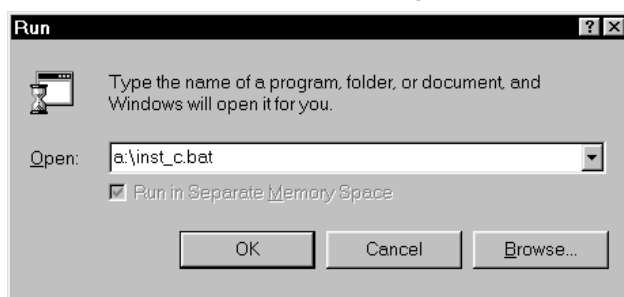 Run
Type the name of a program, folder, or document, and
Windows will open it for you.
Open:
a:\inst_c.bat
Run in Separate Memory Space
OK
Cancel
Browse...